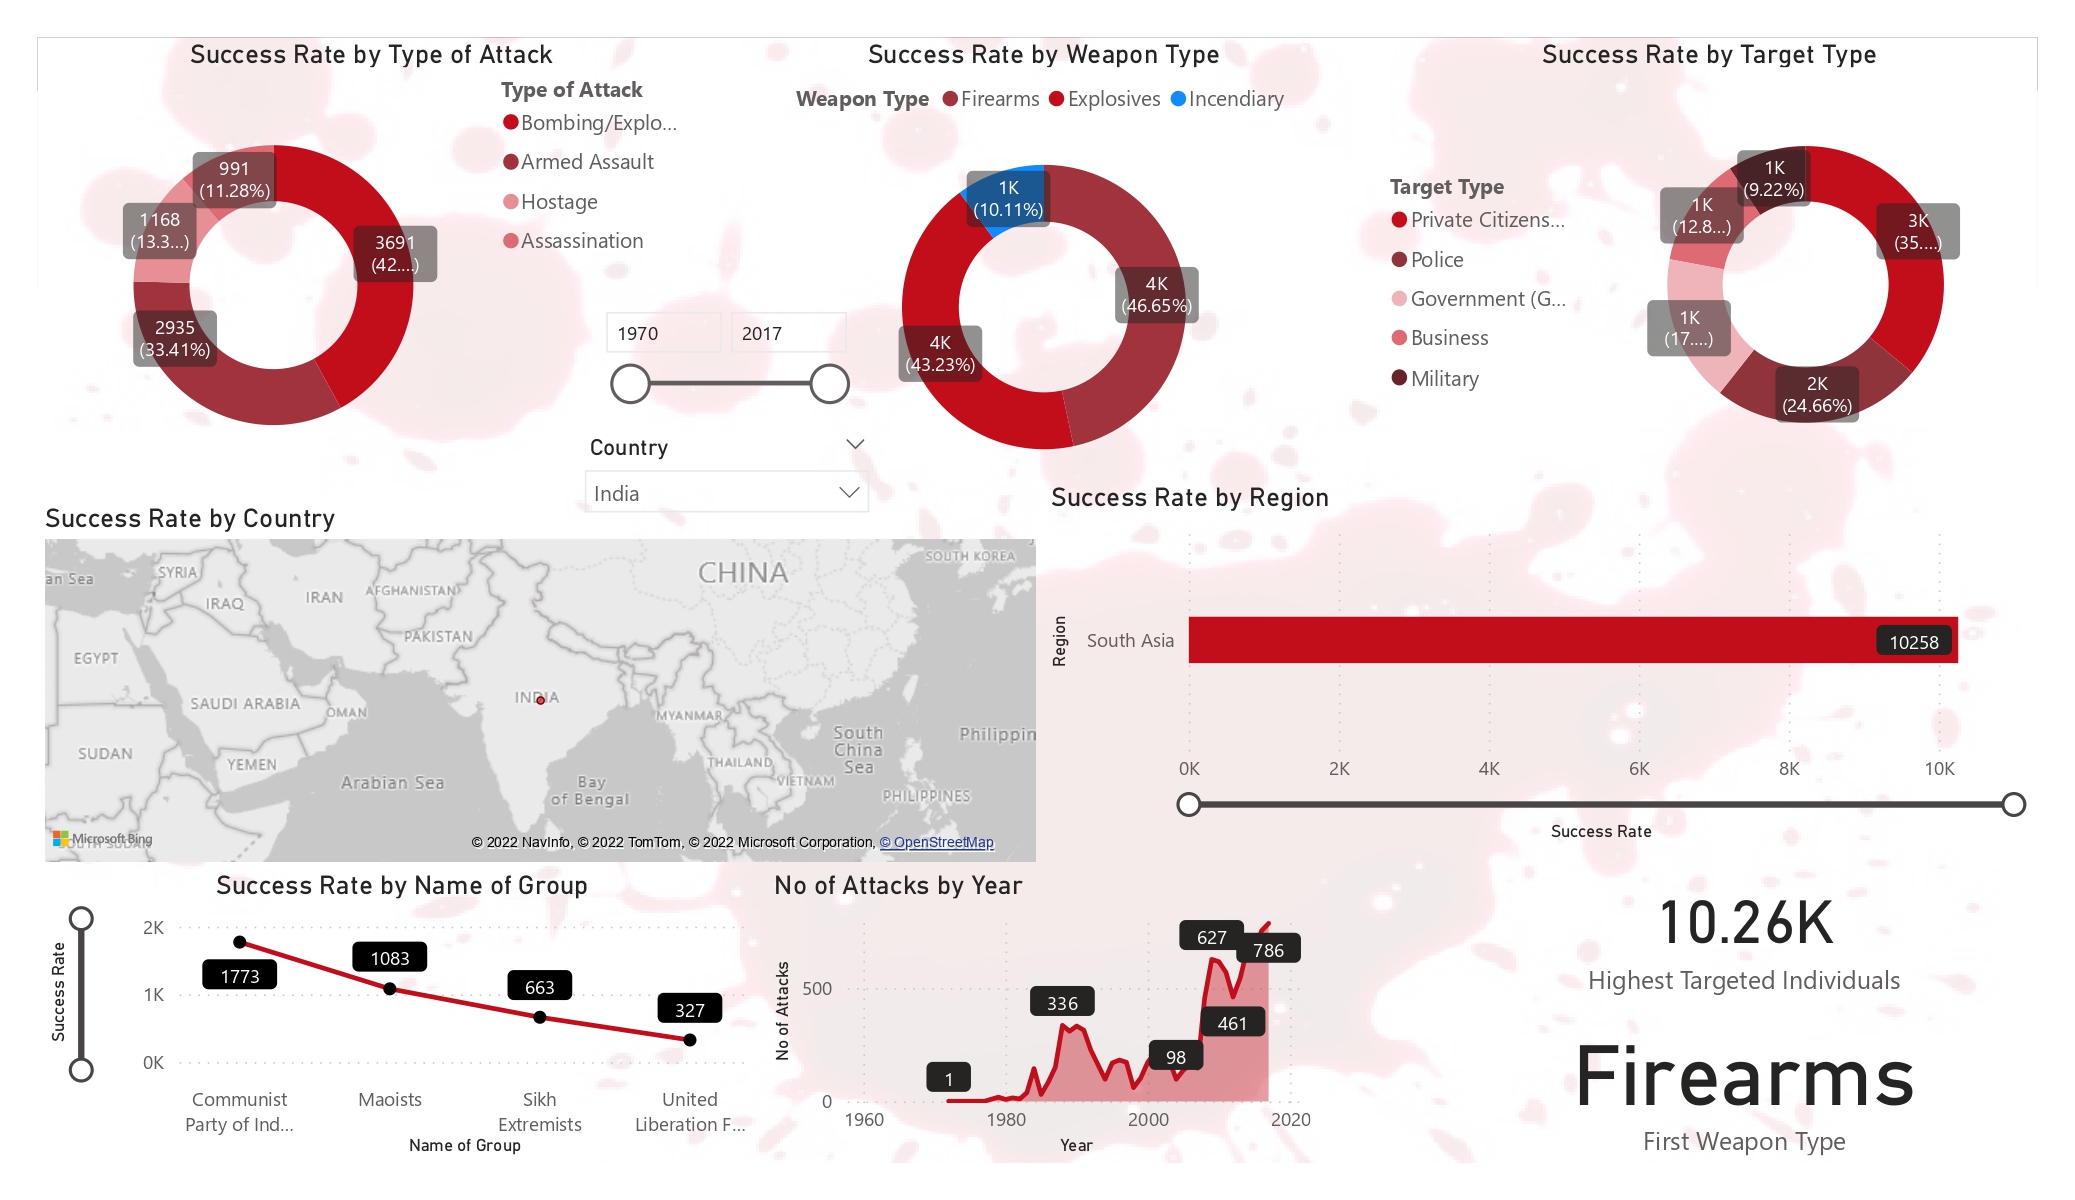 Success Rate by Type of Attack
Type of Attack
Bombing/Explo...
Armed Assault
Hostage
Assassination
991
(11.28%)
1168
(13.3...)
3691
(42....)
2935
(33.41%)
1970
2017
Country
India
Success Rate by Weapon Type
Weapon Type Firearms Explosives Incendiary
1K
(10.11%)
4K
(46.65%)
4K
(43.23%)
Success Rate by Target Type
Target Type
Private Citizens...
Police
Government (G...
Business
Military
1K
(9.22%)
1K
(12.8...)
3K
(35....)
1K
(17....)
2K
(24.66%)
Success Rate by Country
an Sea
SYRIA
IRAQ
IRAN
AFGHANISTAN
PAKISTAN
CHINA
SOUTH KOREA
EGYPT
SAUDI ARABIA
OMAN
INDIA
MYANMAR
SUDAN
YEMEN
Arabian Sea
Bay
of Bengal
THAILAND
VIETNAM
South
China
Sea
Philippin
PHILIPPINES
SOUTH SUDAN
Microsoft Bing
© 2022 NavInfo, © 2022 TomTom, © 2022 Microsoft Corporation, © OpenStreetMap
Success Rate by Region
Region
South Asia
10258
0K 2K 4K 6K 8K 10K
Success Rate
Success Rate by Name of Group
Success Rate
2K
1K
0K
1773
1083
663
327
Communist
Party of Ind...
Maoists
Sikh
Extremists
United
Liberation F...
Name of Group
No of Attacks by Year
No of Attacks
500
0
1
336
98
627
461
786
1960 1980 2000 2020
Year
10.26K
Highest Targeted Individuals
Firearms
First Weapon Type